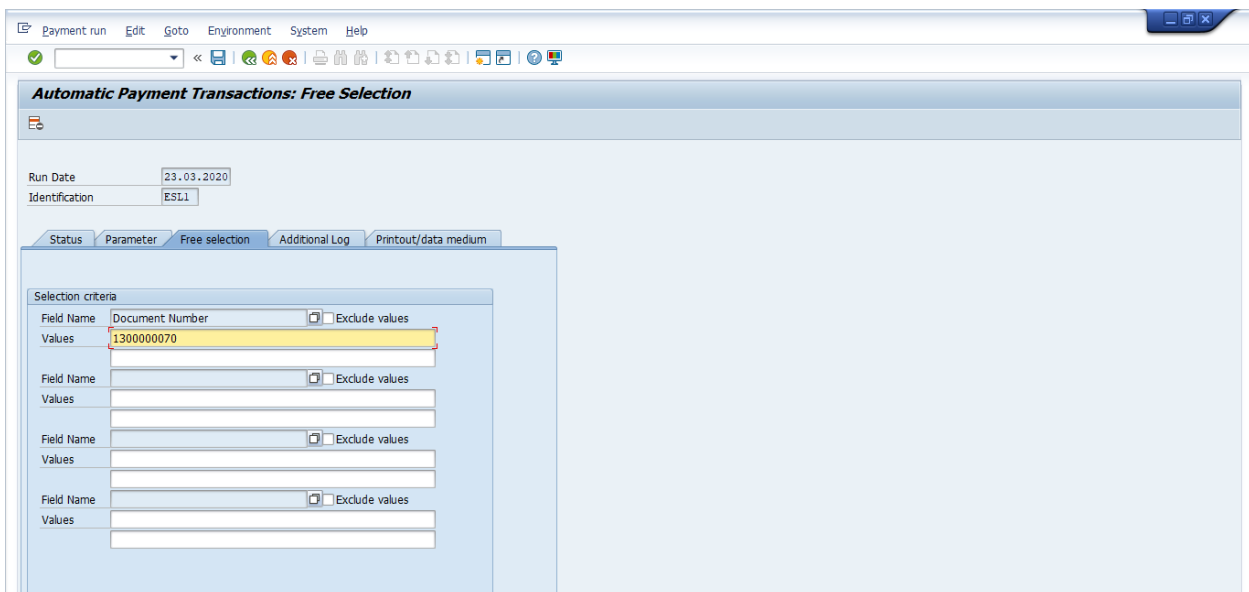 Payment run Edit Goto Environment System Help
Automatic Payment Transactions: Free Selection
Run Date 23.03.2020
Identification ESL1
Status Parameter Free selection Additional Log Printout/data medium
Selection criteria
Field Name Document Number Exclude values
Values 1300000070
Field Name Exclude values
Values
Field Name Exclude values
Values
Field Name Exclude values
Values